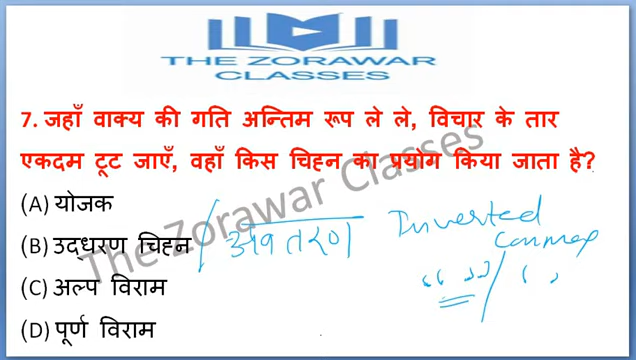 THE ZORAWAR
CLASSES
7. जहाँ वाक्य की गति अन्तिम रूप ले ले, विचार के तार
एकदम टूट जाएँ, वहाँ किस चिह्न का प्रयोग किया जाता है?
(A) योजक
(B) उद्धरण चिह्न / अवतरण
Inverted
(C) अल्प विराम
“ ” / ‘ ’
(D) पूर्ण विराम
The Zorawar Classes